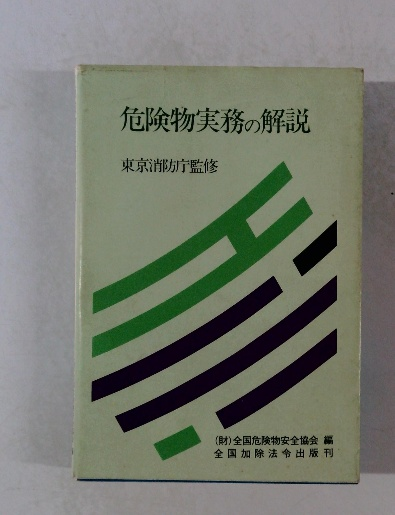 危険物実務の解説
東京消防庁監修
(財)全国危険物安全協会 編
全国加除法令出版刊